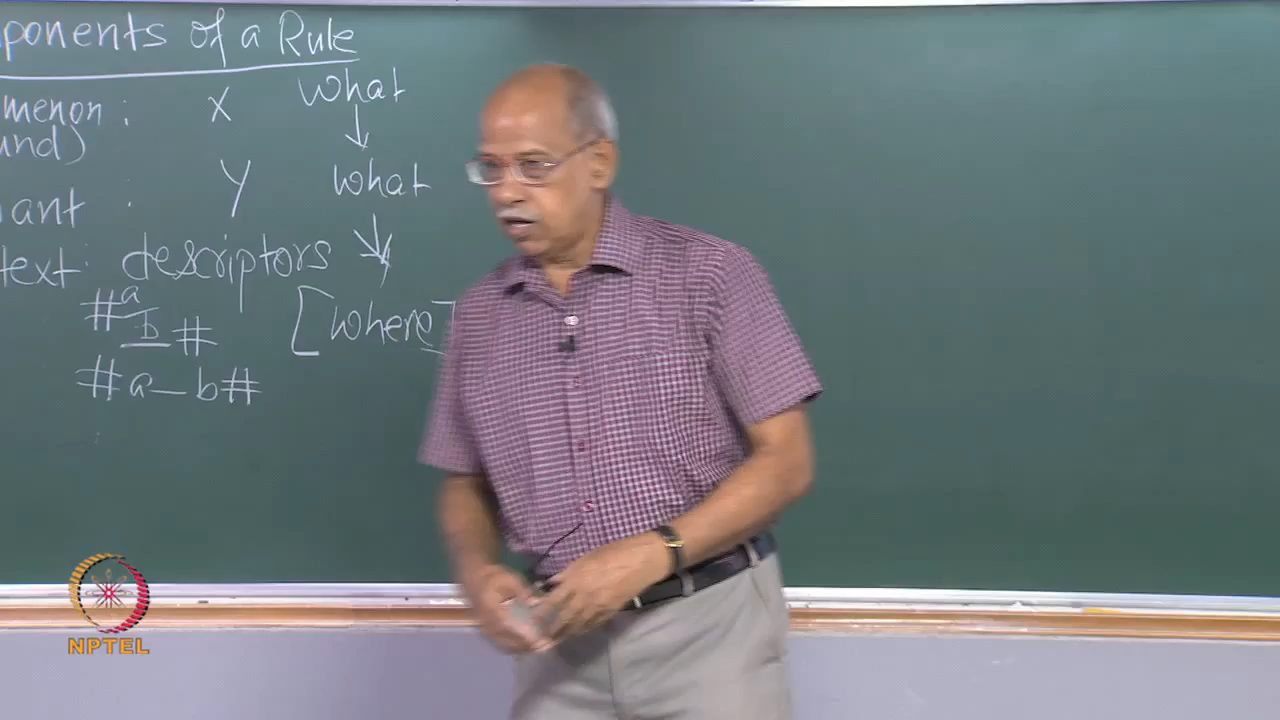 ponents of a Rule
menon : X What
und) ↓
Y what
ant : ↓
text: descriptors
#a
b# [where]
#a_b#
NPTEL